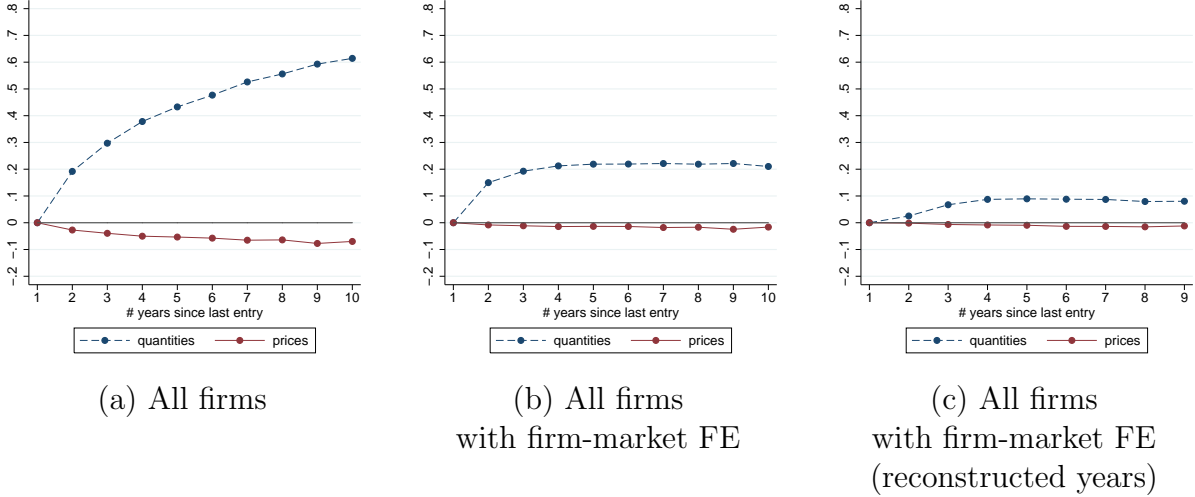 .8
.7
.6
.5
.4
.3
.2
.1
0
−.1
−.2
1 2 3 4 5 6 7 8 9 10
# years since last entry
quantities prices
(a) All firms
.8
.7
.6
.5
.4
.3
.2
.1
0
−.1
−.2
1 2 3 4 5 6 7 8 9 10
# years since last entry
quantities prices
(b) All firms
with firm-market FE
.8
.7
.6
.5
.4
.3
.2
.1
0
−.1
−.2
1 2 3 4 5 6 7 8 9
# years since last entry
quantities prices
(c) All firms
with firm-market FE
(reconstructed years)